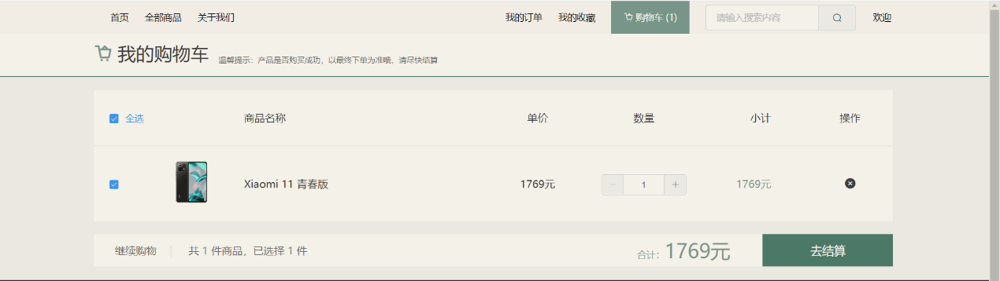 首页 全部商品 关于我们 我的订单 我的收藏 购物车 (1) 请输入搜索内容 欢迎
我的购物车 温馨提示：产品是否购买成功，以最终下单为准哦，请尽快结算
全选 商品名称 单价 数量 小计 操作
Xiaomi 11 青春版 1769元 1 1769元
继续购物 共 1 件商品，已选择 1 件 合计： 1769元 去结算